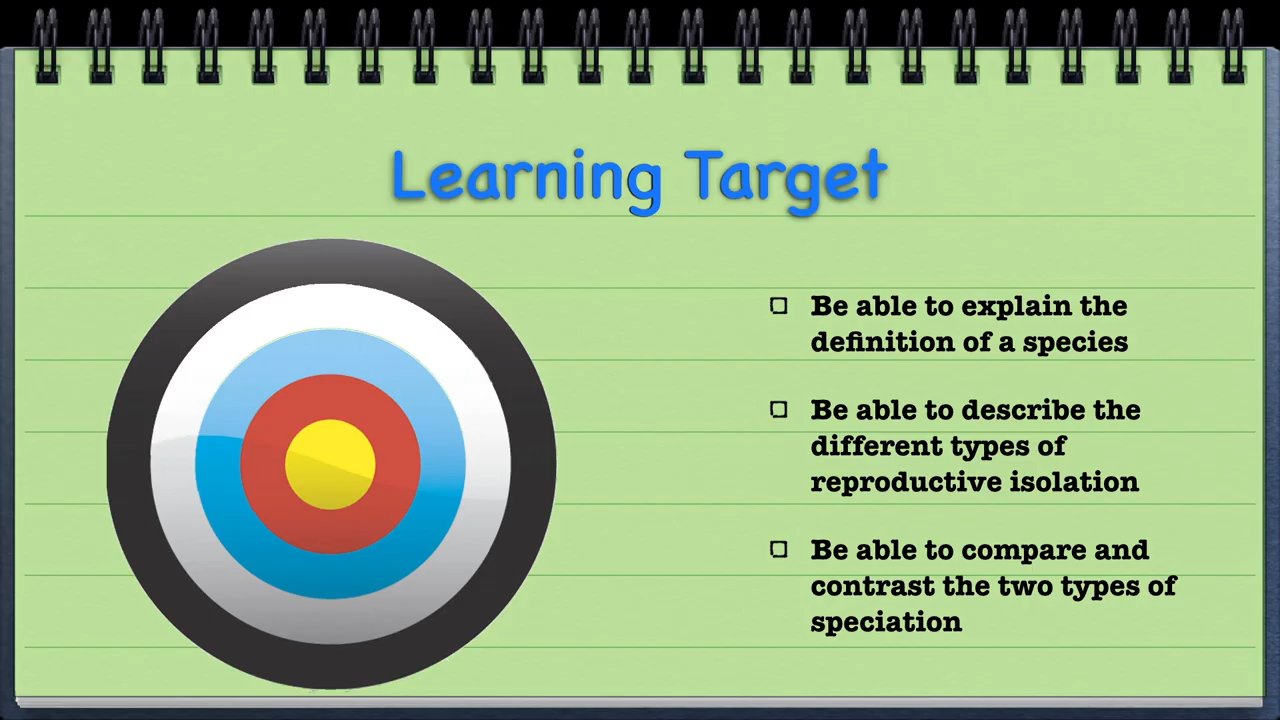 Learning Target
Be able to explain the
definition of a species
Be able to describe the
different types of
reproductive isolation
Be able to compare and
contrast the two types of
speciation